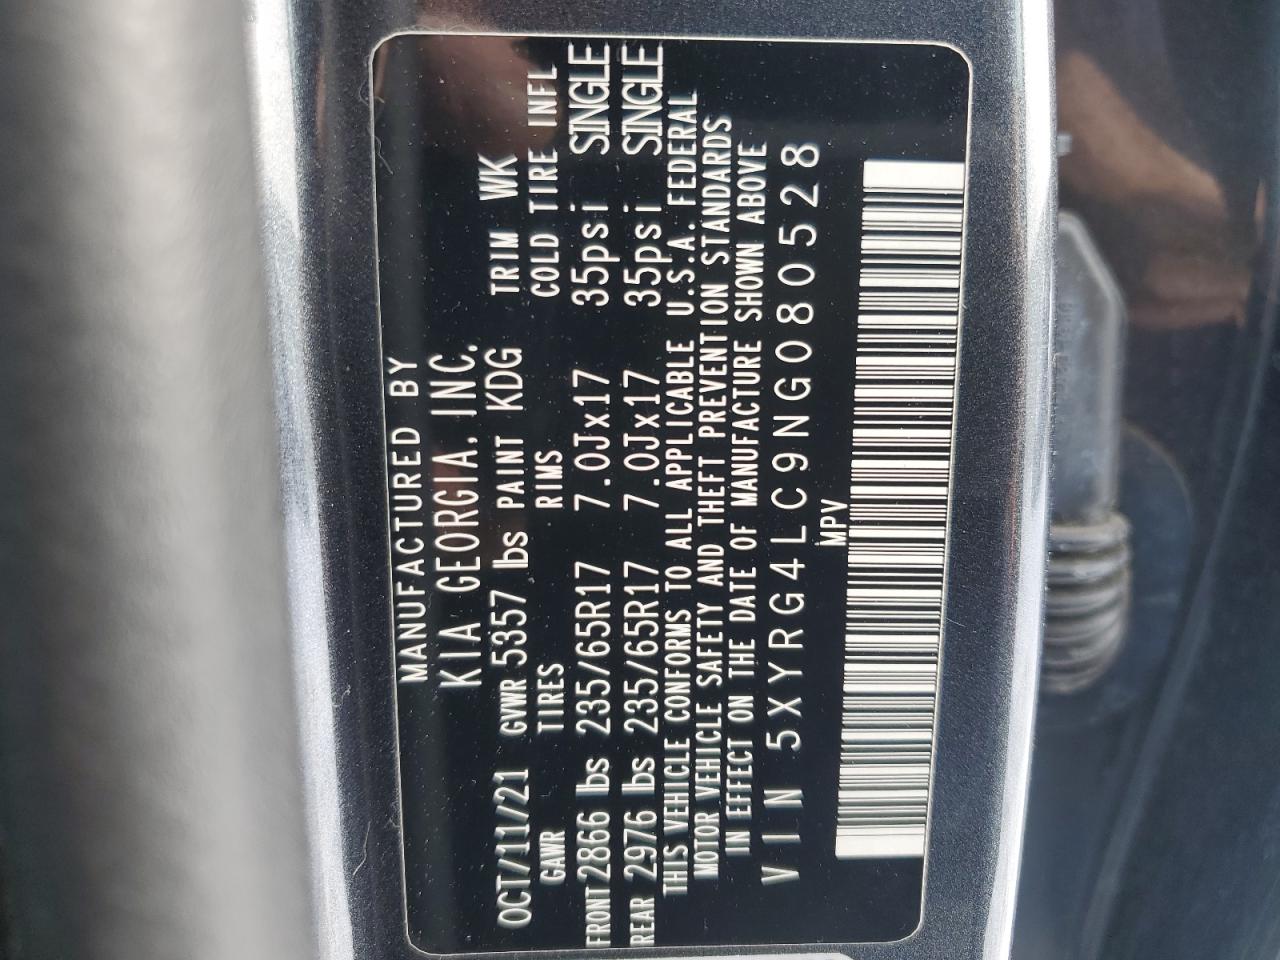 MANUFACTURED BY
KIA GEORGIA, INC.
OCT/11/21 GVWR 5357 lbs PAINT KDG TRIM WK
GAWR TIRES RIMS COLD TIRE INFL
FRONT 2866 lbs 235/65R17 7.0Jx17 35psi SINGLE
REAR 2976 lbs 235/65R17 7.0Jx17 35psi SINGLE
THIS VEHICLE CONFORMS TO ALL APPLICABLE U.S.A. FEDERAL
MOTOR VEHICLE SAFETY AND THEFT PREVENTION STANDARDS
IN EFFECT ON THE DATE OF MANUFACTURE SHOWN ABOVE
VIN 5XYRG4LC9NG080528
MPV